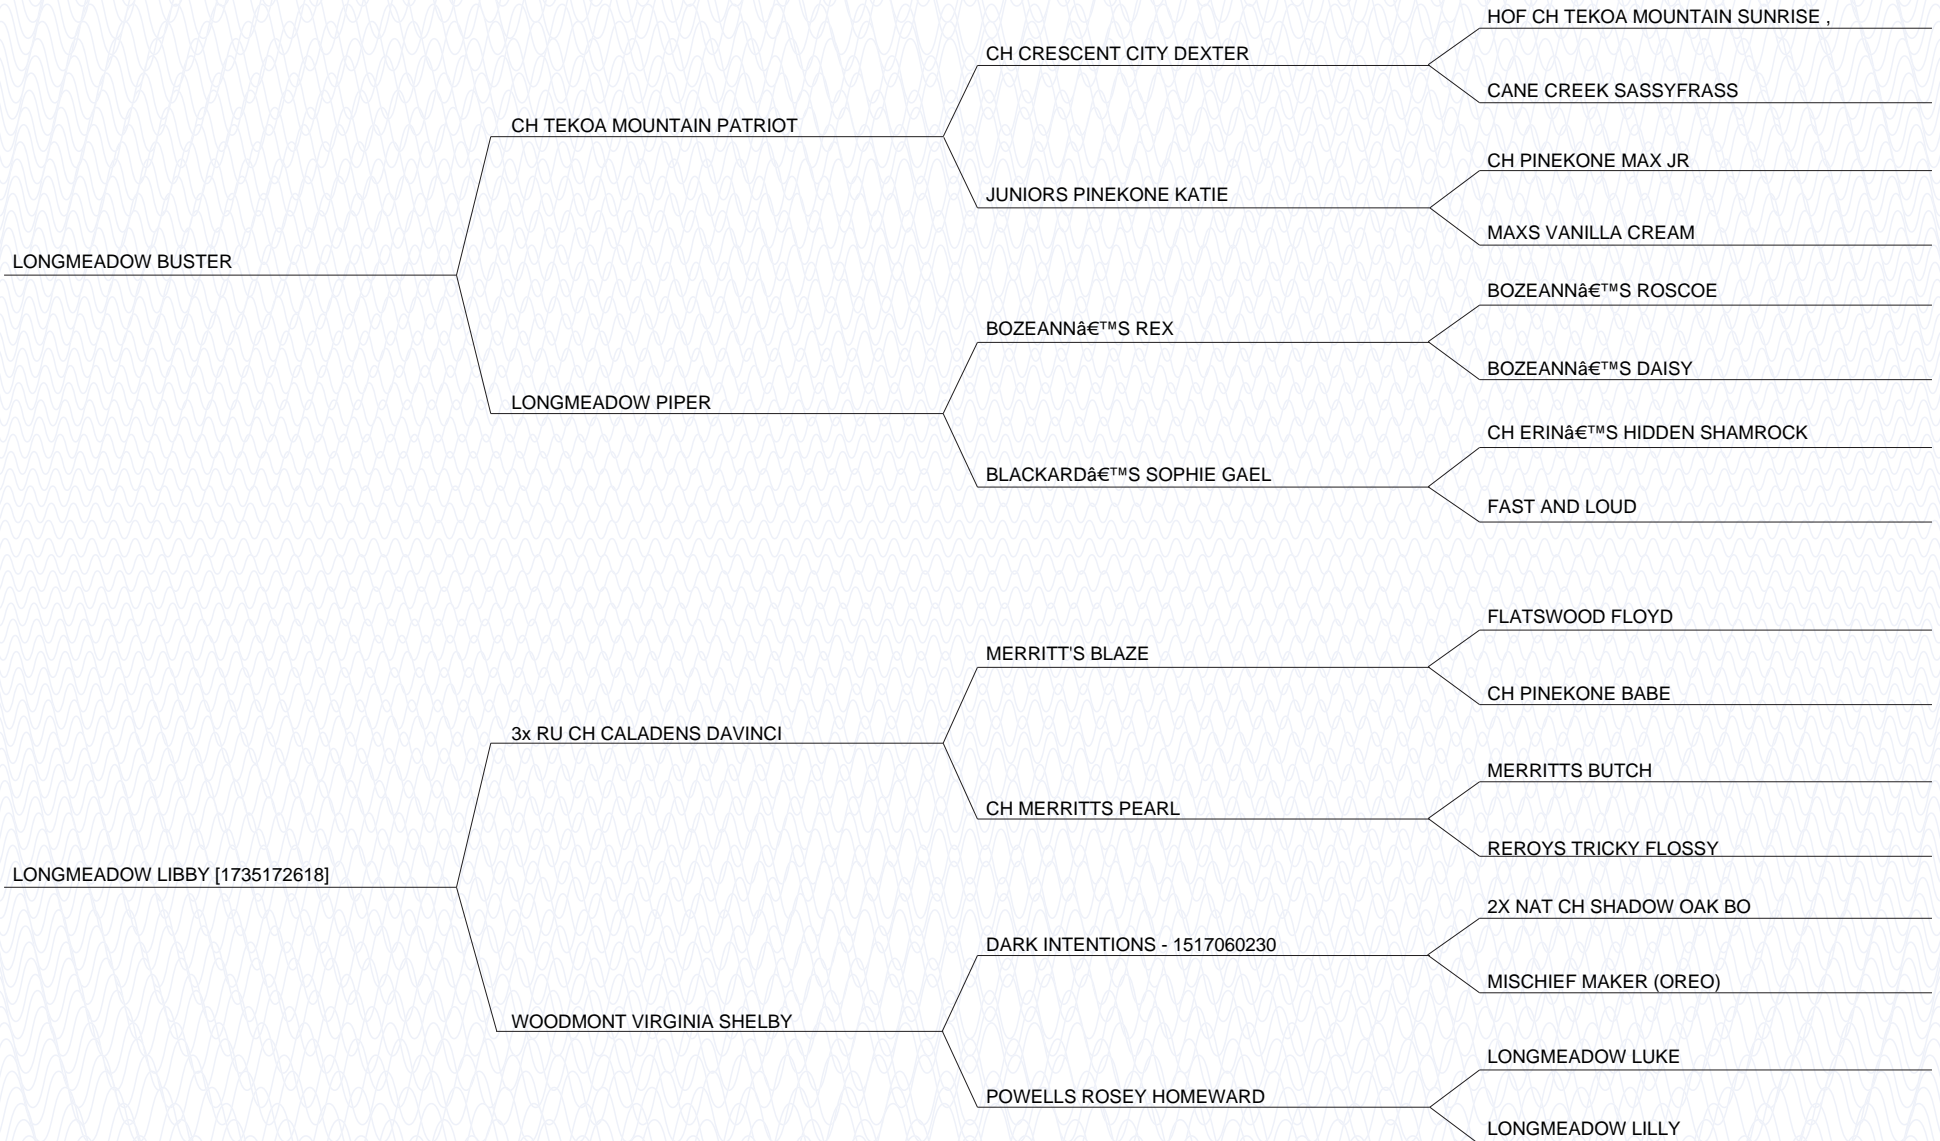 HOF CH TEKOA MOUNTAIN SUNRISE ,
CH CRESCENT CITY DEXTER
CANE CREEK SASSYFRASS
CH TEKOA MOUNTAIN PATRIOT
CH PINEKONE MAX JR
JUNIORS PINEKONE KATIE
MAXS VANILLA CREAM
LONGMEADOW BUSTER
BOZEANNâ€™S ROSCOE
BOZEANNâ€™S REX
BOZEANNâ€™S DAISY
LONGMEADOW PIPER
CH ERINâ€™S HIDDEN SHAMROCK
BLACKARDâ€™S SOPHIE GAEL
FAST AND LOUD
FLATSWOOD FLOYD
MERRITT'S BLAZE
CH PINEKONE BABE
3x RU CH CALADENS DAVINCI
MERRITTS BUTCH
CH MERRITTS PEARL
REROYS TRICKY FLOSSY
LONGMEADOW LIBBY [1735172618]
2X NAT CH SHADOW OAK BO
DARK INTENTIONS - 1517060230
MISCHIEF MAKER (OREO)
WOODMONT VIRGINIA SHELBY
LONGMEADOW LUKE
POWELLS ROSEY HOMEWARD
LONGMEADOW LILLY